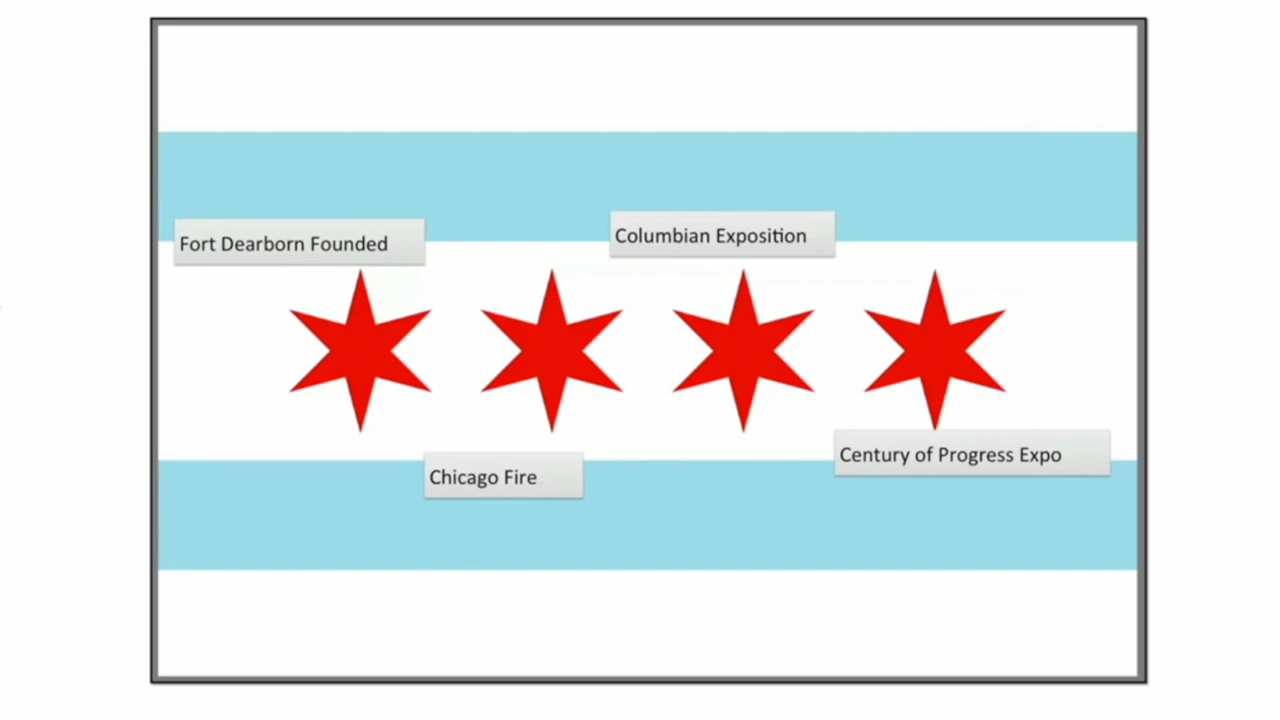 Fort Dearborn Founded
Columbian Exposition
Chicago Fire
Century of Progress Expo